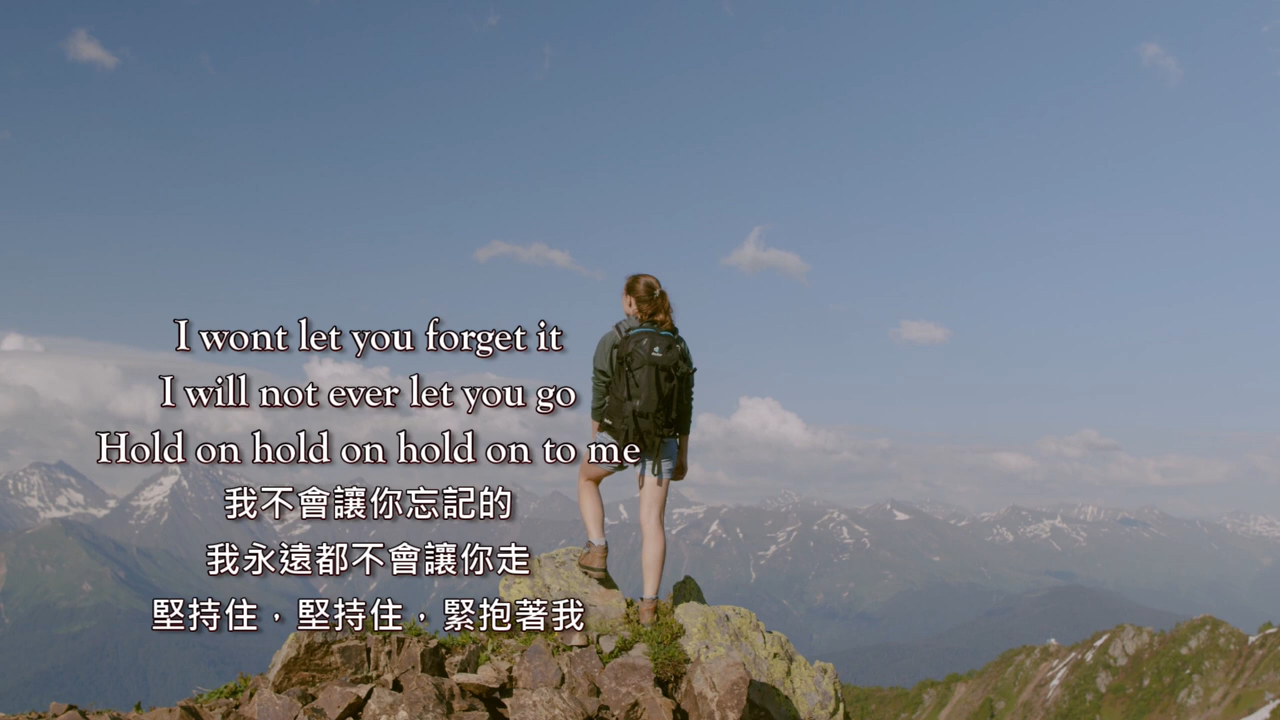 I wont let you forget it
I will not ever let you go
Hold on hold on hold on to me
我不會讓你忘記的
我永遠都不會讓你走
堅持住，堅持住，緊抱著我